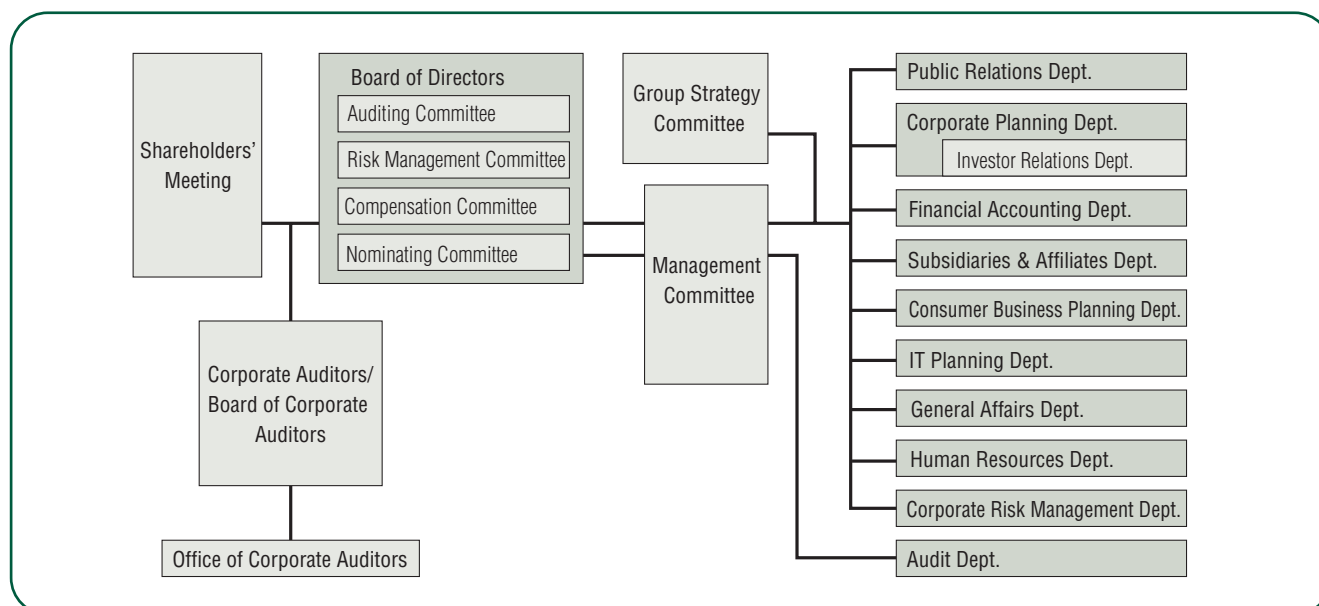 Shareholders'
Meeting
Board of Directors
Auditing Committee
Risk Management Committee
Compensation Committee
Nominating Committee
Corporate Auditors/
Board of Corporate
Auditors
Office of Corporate Auditors
Group Strategy
Committee
Management
Committee
Public Relations Dept.
Corporate Planning Dept.
Investor Relations Dept.
Financial Accounting Dept.
Subsidiaries & Affiliates Dept.
Consumer Business Planning Dept.
IT Planning Dept.
General Affairs Dept.
Human Resources Dept.
Corporate Risk Management Dept.
Audit Dept.